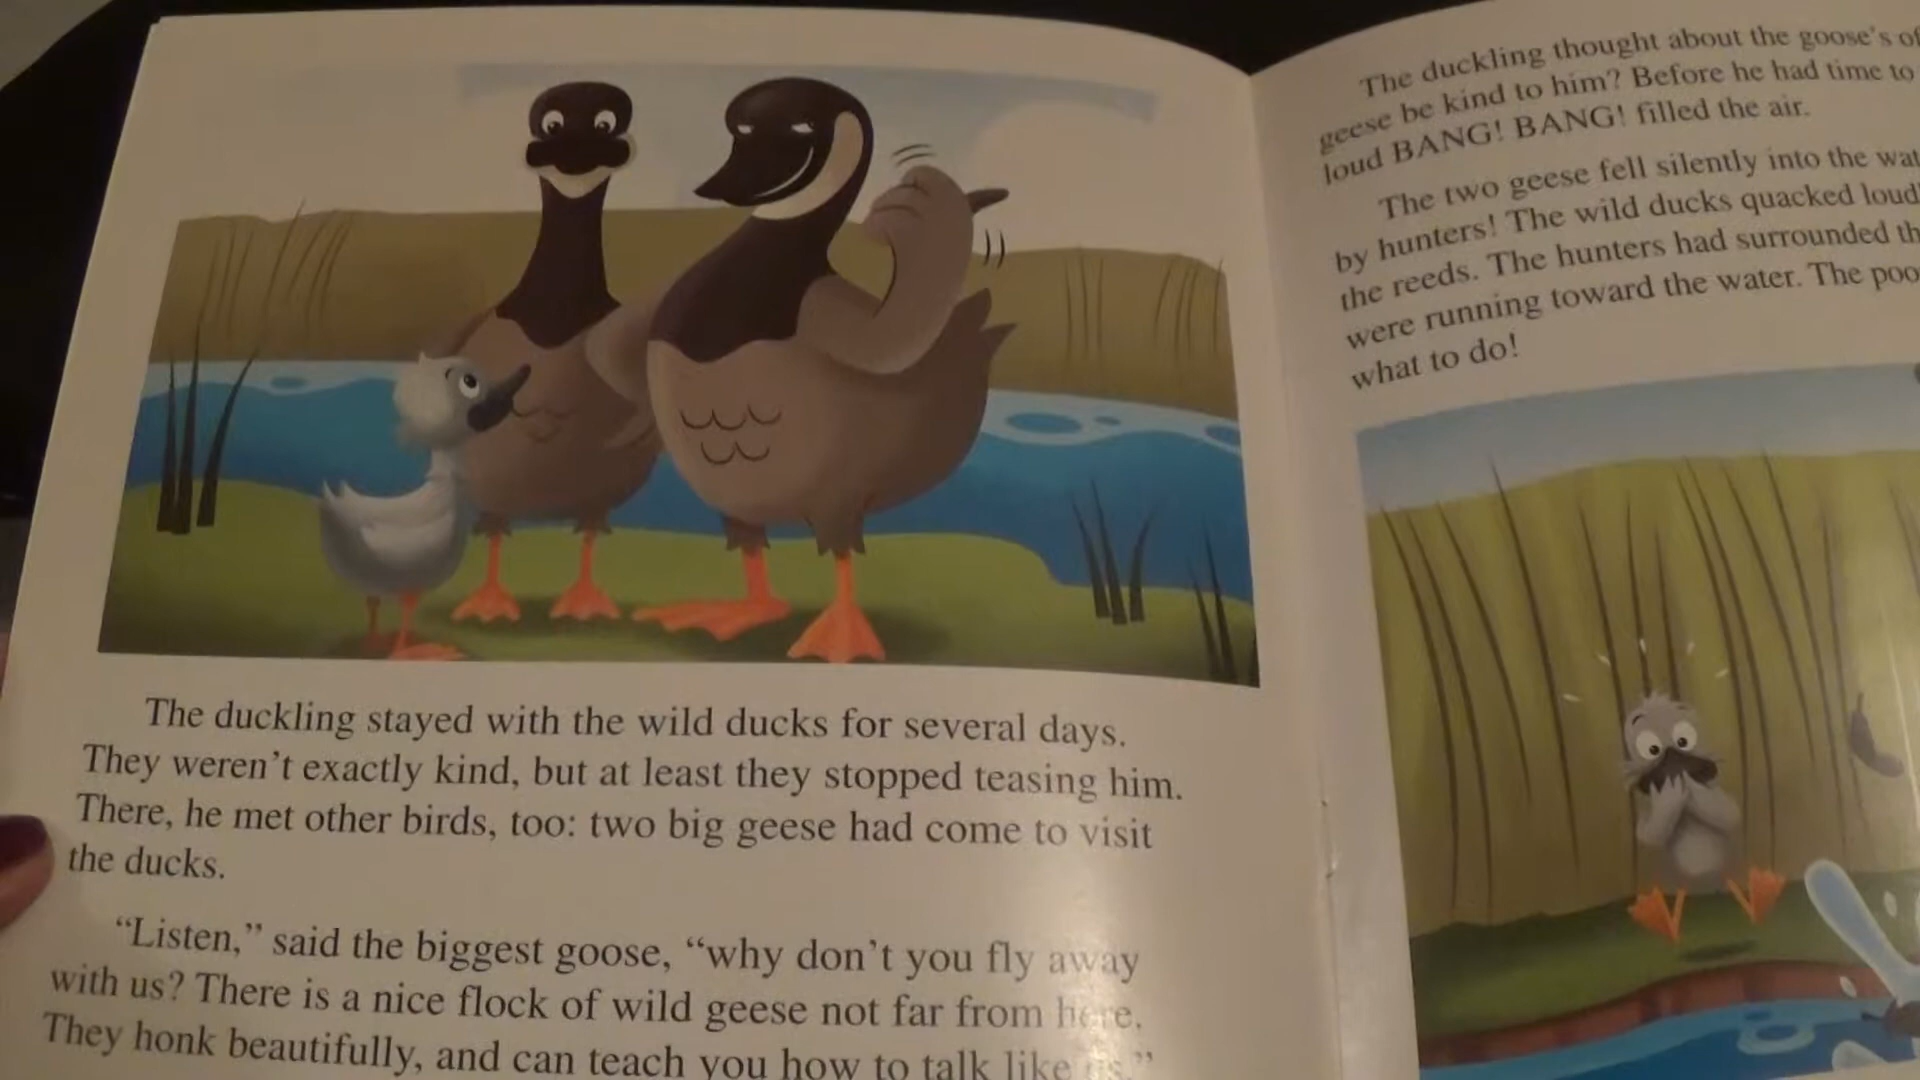 The duckling stayed with the wild ducks for several days.
They weren't exactly kind, but at least they stopped teasing him.
There, he met other birds, too: two big geese had come to visit
the ducks.
“Listen,” said the biggest goose, “why don't you fly away
with us? There is a nice flock of wild geese not far from here.
They honk beautifully, and can teach you how to talk like us.”
The duckling thought about the goose's
geese be kind to him? Before he had time to
loud BANG! BANG! filled the air.
The two geese fell silently into the
by hunters! The wild ducks quacked
the reeds. The hunters had surrounded
were running toward the water. The
what to do!